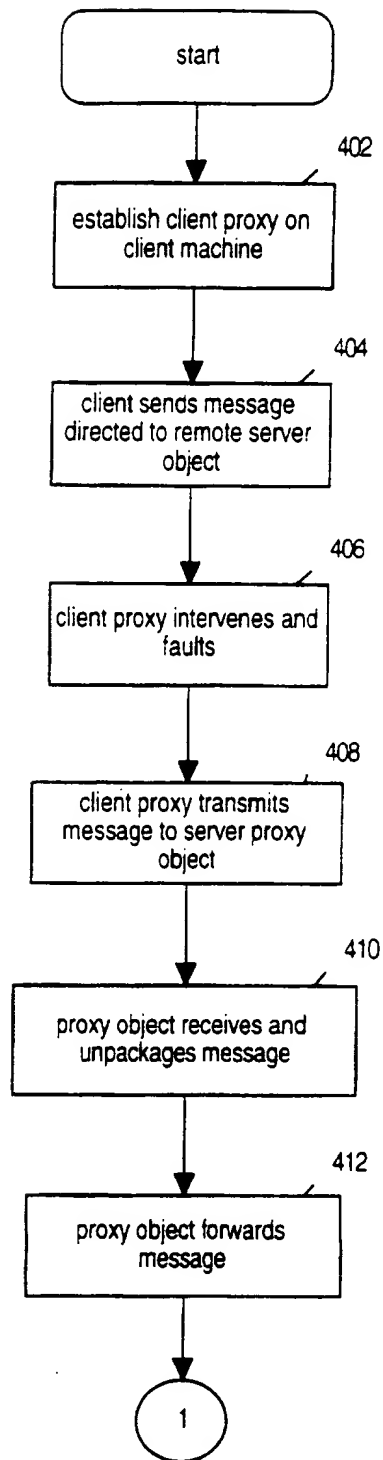 start
402
establish client proxy on
client machine
404
client sends message
directed to remote server
object
406
client proxy intervenes and
faults
408
client proxy transmits
message to server proxy
object
410
proxy object receives and
unpackages message
412
proxy object forwards
message
1